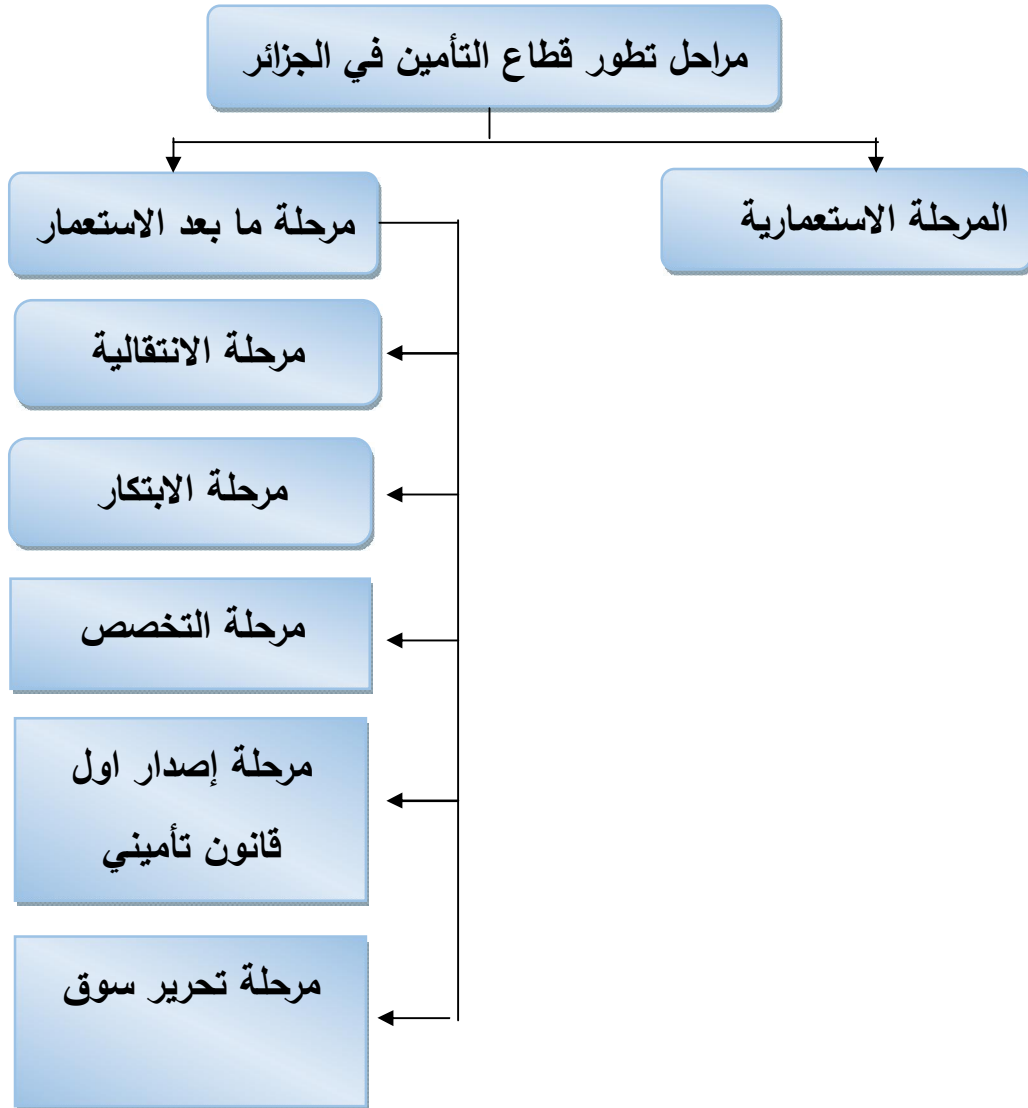 مراحل تطور قطاع التأمين في الجزائر
المرحلة الاستعمارية
مرحلة ما بعد الاستعمار
مرحلة الانتقالية
مرحلة الابتكار
مرحلة التخصص
مرحلة إصدار اول
قانون تأميني
مرحلة تحرير سوق